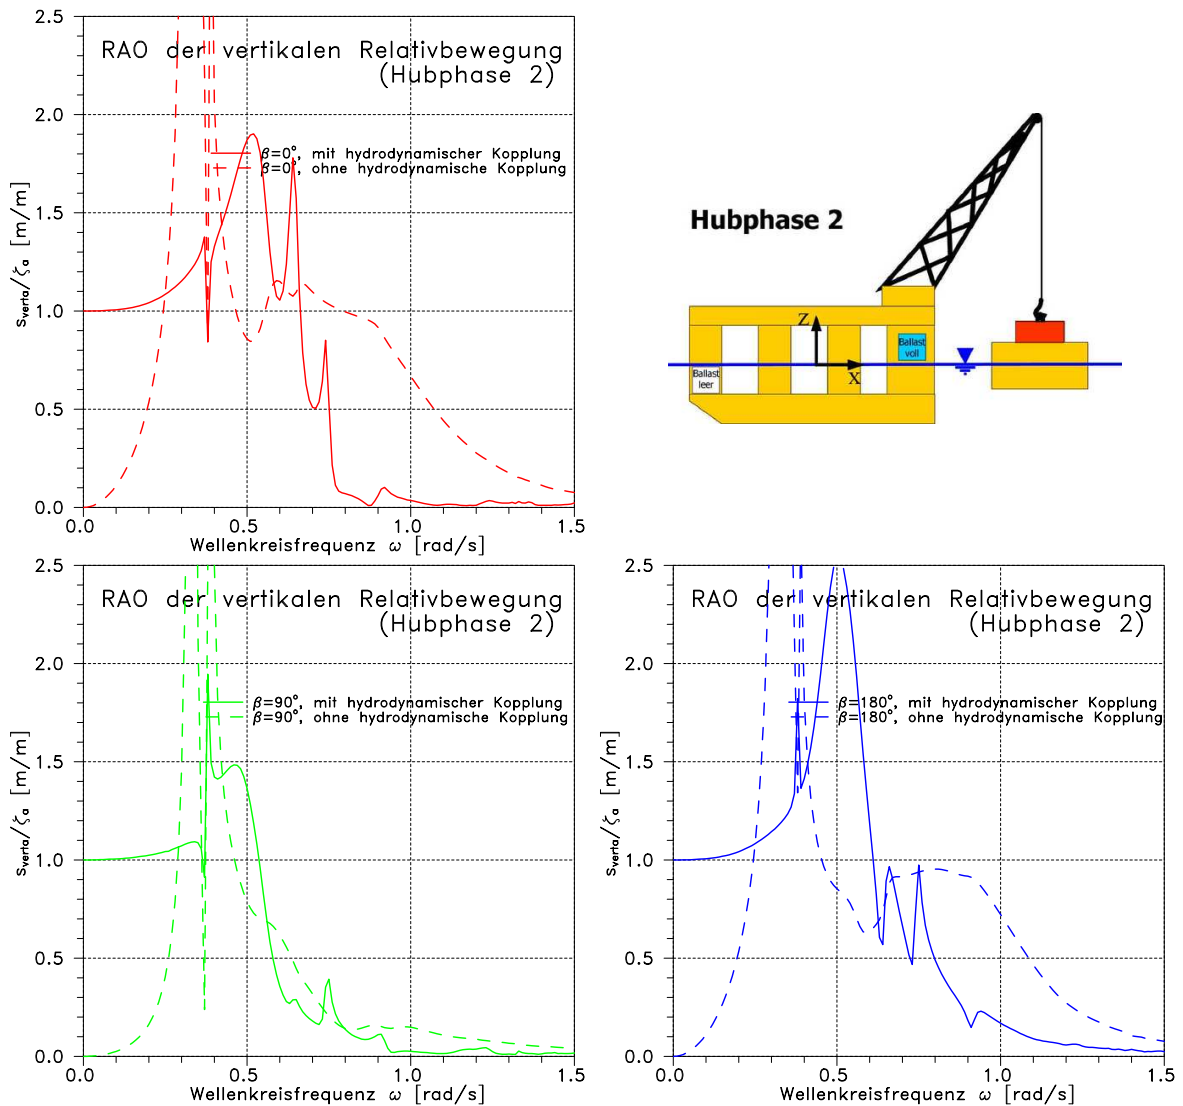 2.5
2.0
1.5
1.0
0.5
0.0
s_verta/ζ_a [m/m]
RAO der vertikalen Relativbewegung
(Hubphase 2)
β=0°, mit hydrodynamischer Kopplung
β=0°, ohne hydrodynamische Kopplung
0.0 0.5 1.0 1.5
Wellenkreisfrequenz ω [rad/s]
Hubphase 2
Z
X
Ballast
voll
Ballast
leer
2.5
2.0
1.5
1.0
0.5
0.0
s_verta/ζ_a [m/m]
RAO der vertikalen Relativbewegung
(Hubphase 2)
β=90°, mit hydrodynamischer Kopplung
β=90°, ohne hydrodynamische Kopplung
0.0 0.5 1.0 1.5
Wellenkreisfrequenz ω [rad/s]
2.5
2.0
1.5
1.0
0.5
0.0
s_verta/ζ_a [m/m]
RAO der vertikalen Relativbewegung
(Hubphase 2)
β=180°, mit hydrodynamischer Kopplung
β=180°, ohne hydrodynamische Kopplung
0.0 0.5 1.0 1.5
Wellenkreisfrequenz ω [rad/s]